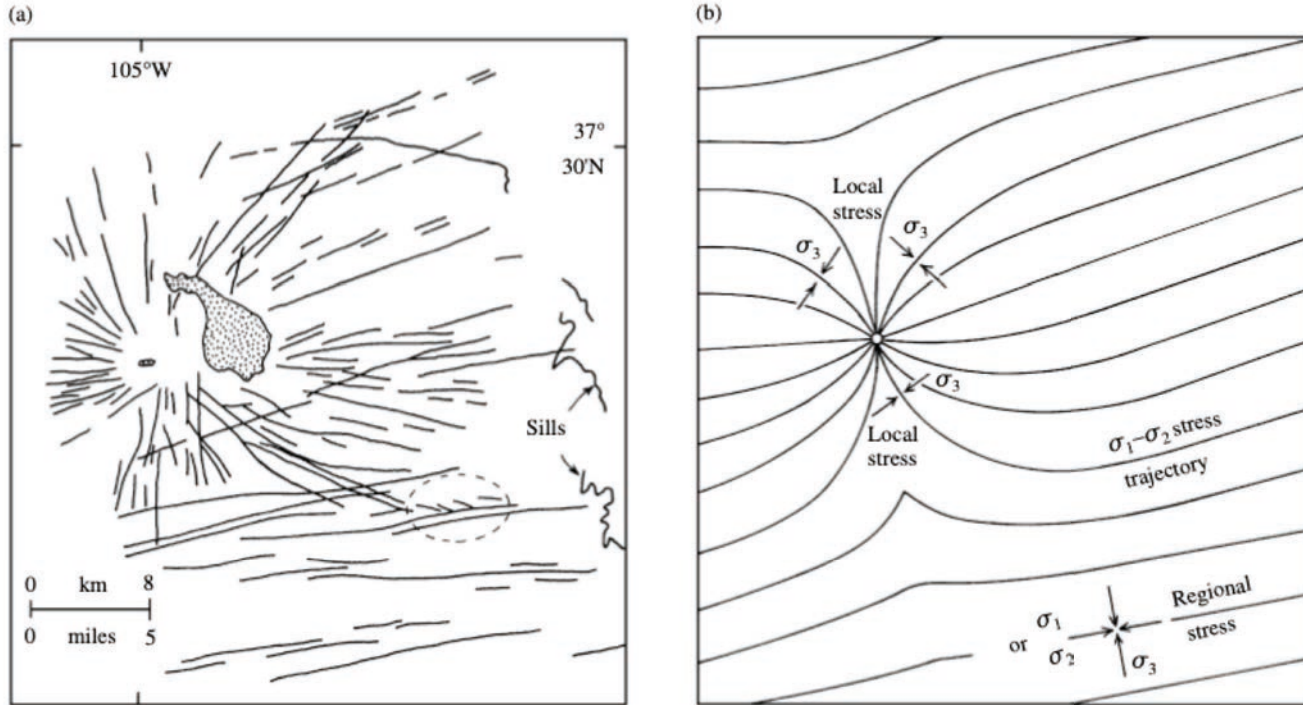 (a)
105°W
37°
30'N
Sills
0 km 8
0 miles 5
(b)
Local
stress
σ₃
σ₃
σ₃
Local
stress
σ₁–σ₂ stress
trajectory
Regional
stress
σ₁
or
σ₂
σ₃